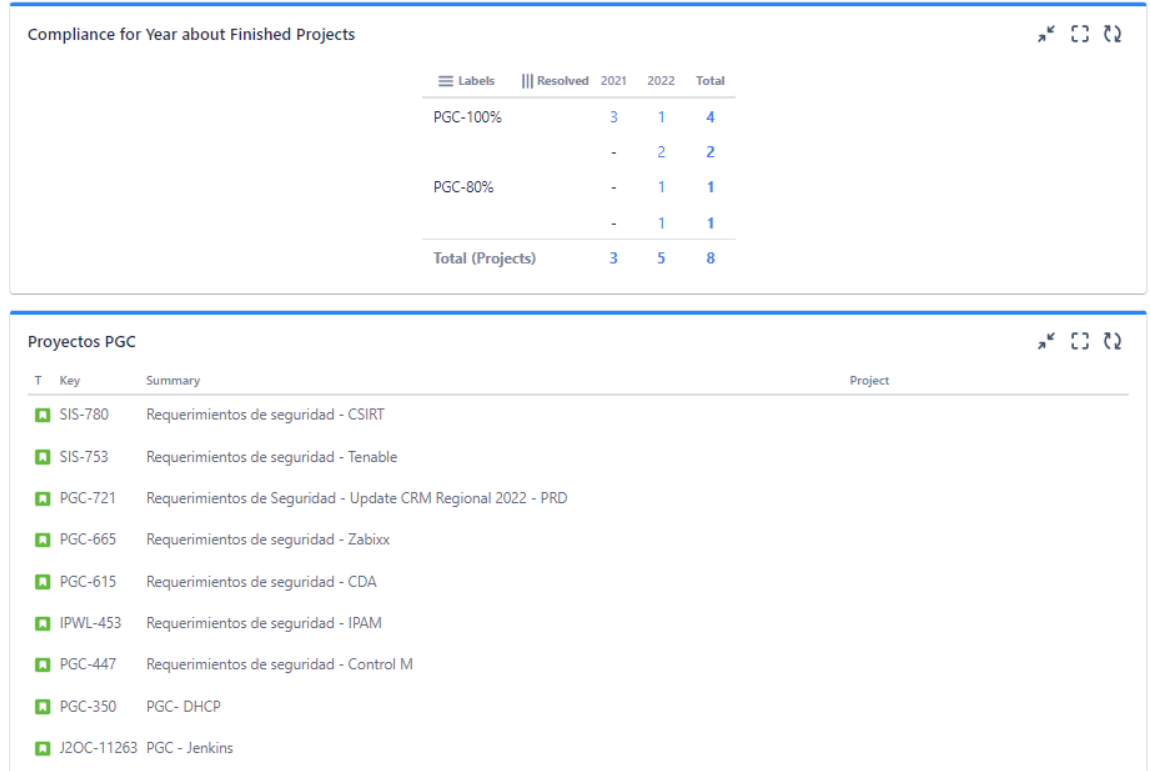 Compliance for Year about Finished Projects
Labels Resolved 2021 2022 Total
PGC-100% 3 1 4
- 2 2
PGC-80% - 1 1
- 1 1
Total (Projects) 3 5 8
Proyectos PGC
T Key Summary Project
SIS-780 Requerimientos de seguridad - CSIRT
SIS-753 Requerimientos de seguridad - Tenable
PGC-721 Requerimientos de Seguridad - Update CRM Regional 2022 - PRD
PGC-665 Requerimientos de seguridad - Zabixx
PGC-615 Requerimientos de seguridad - CDA
IPWL-453 Requerimientos de seguridad - IPAM
PGC-447 Requerimientos de seguridad - Control M
PGC-350 PGC- DHCP
J2OC-11263 PGC - Jenkins